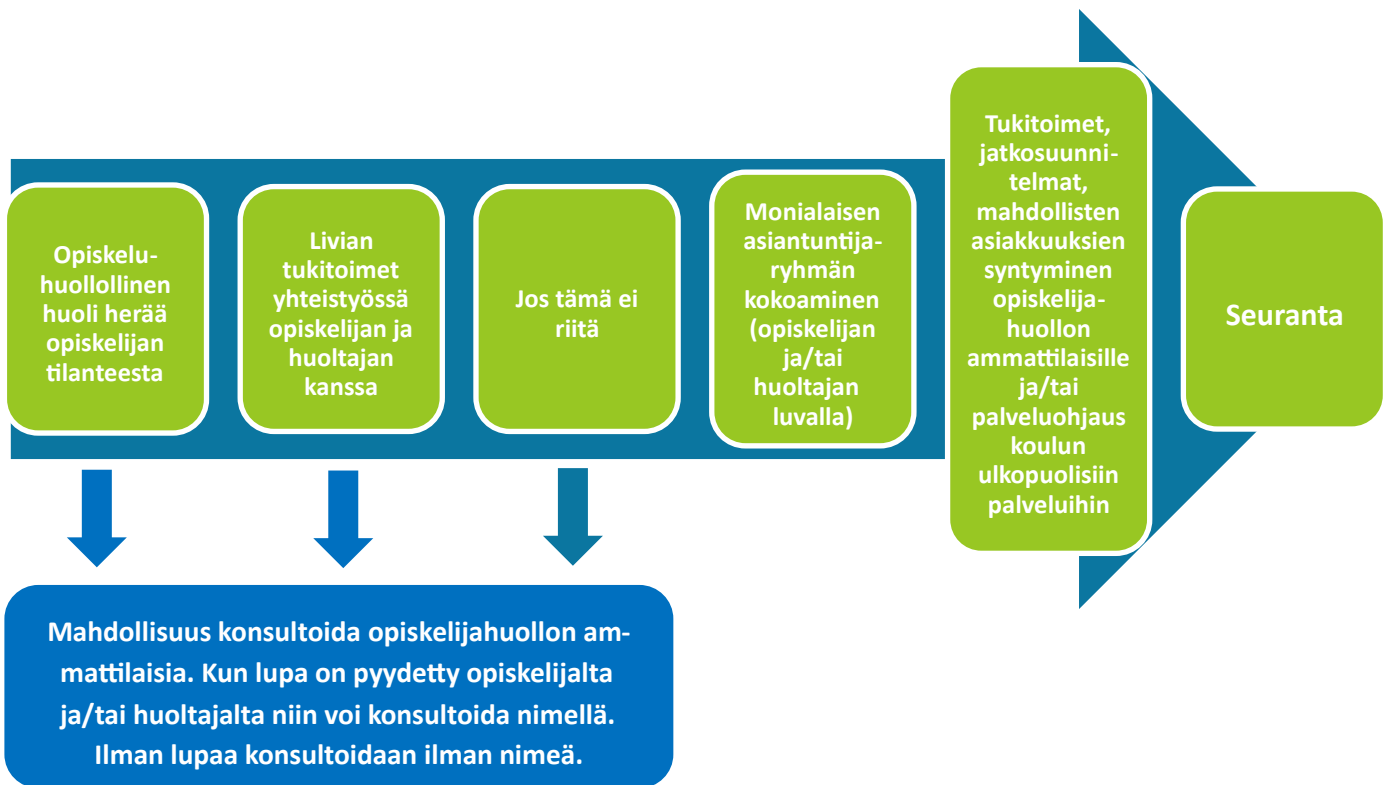 Opiskelu-
huollollinen
huoli herää
opiskelijan
tilanteesta
Livian
tukitoimet
yhteistyössä
opiskelijan ja
huoltajan
kanssa
Jos tämä ei
riitä
Monialaisen
asiantuntija-
ryhmän
kokoaminen
(opiskelijan
ja/tai
huoltajan
luvalla)
Tukitoimet,
jatkosuunni-
telmat,
mahdollisten
asiakkuuksien
syntyminen
opiskelija-
huollon
ammattilaisille
ja/tai
palveluohjaus
koulun
ulkopuolisiin
palveluihin
Seuranta
Mahdollisuus konsultoida opiskelijahuollon am-
mattilaisia. Kun lupa on pyydetty opiskelijalta
ja/tai huoltajalta niin voi konsultoida nimellä.
Ilman lupaa konsultoidaan ilman nimeä.